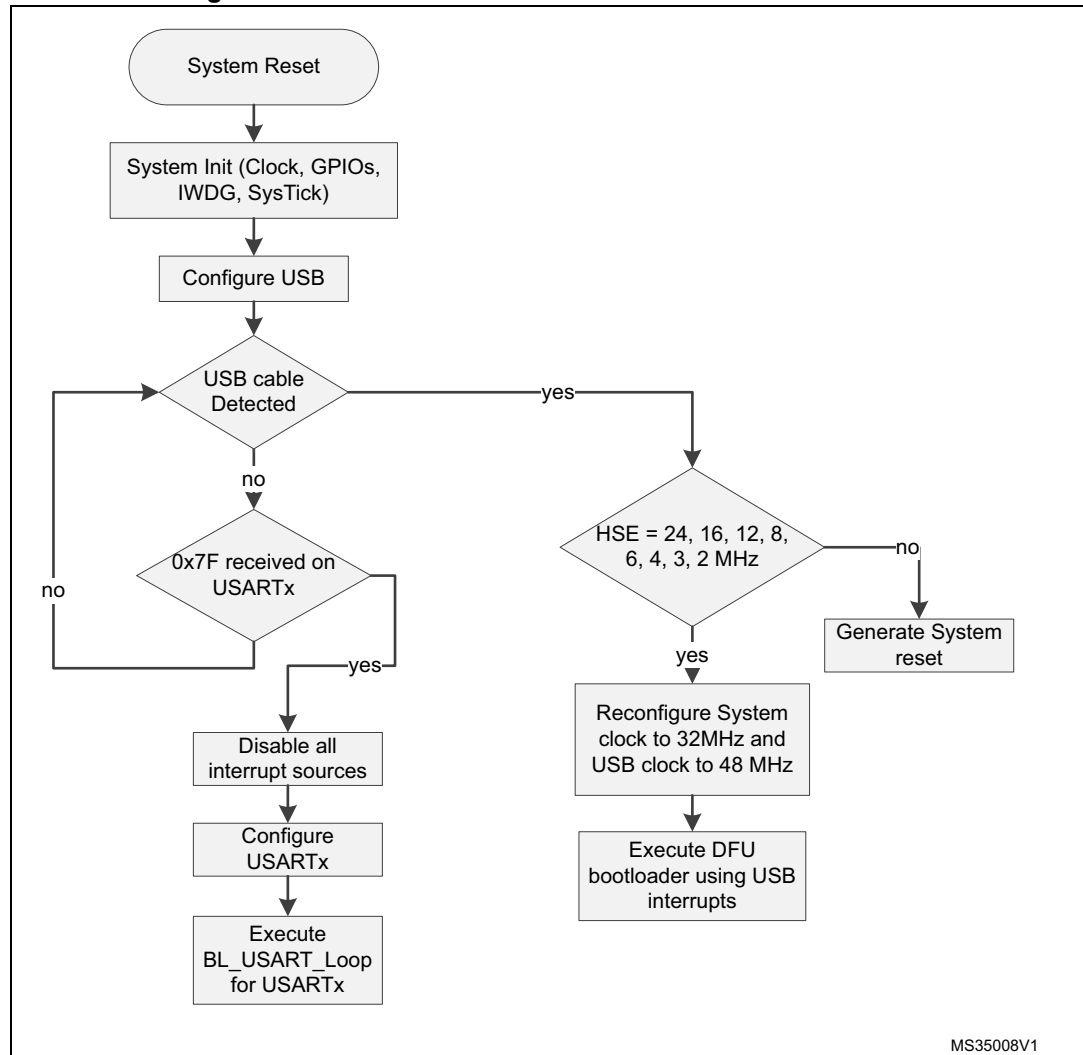 System Reset
System Init (Clock, GPIOs,
IWDG, SysTick)
Configure USB
USB cable
Detected
yes
no
0x7F received on
USARTx
no
yes
Disable all
interrupt sources
Configure
USARTx
Execute
BL_USART_Loop
for USARTx
HSE = 24, 16, 12, 8,
6, 4, 3, 2 MHz
no
Generate System
reset
yes
Reconfigure System
clock to 32MHz and
USB clock to 48 MHz
Execute DFU
bootloader using USB
interrupts
MS35008V1